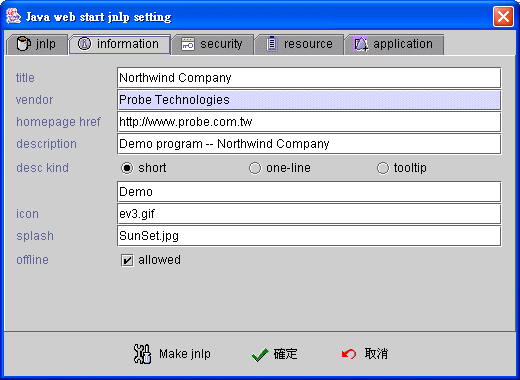 Java web start jnlp setting
jnlp information security resource application
title Northwind Company
vendor Probe Technologies
homepage href http://www.probe.com.tw
description Demo program -- Northwind Company
desc kind short one-line tooltip
Demo
icon ev3.gif
splash SunSet.jpg
offline allowed
Make jnlp 確定 取消